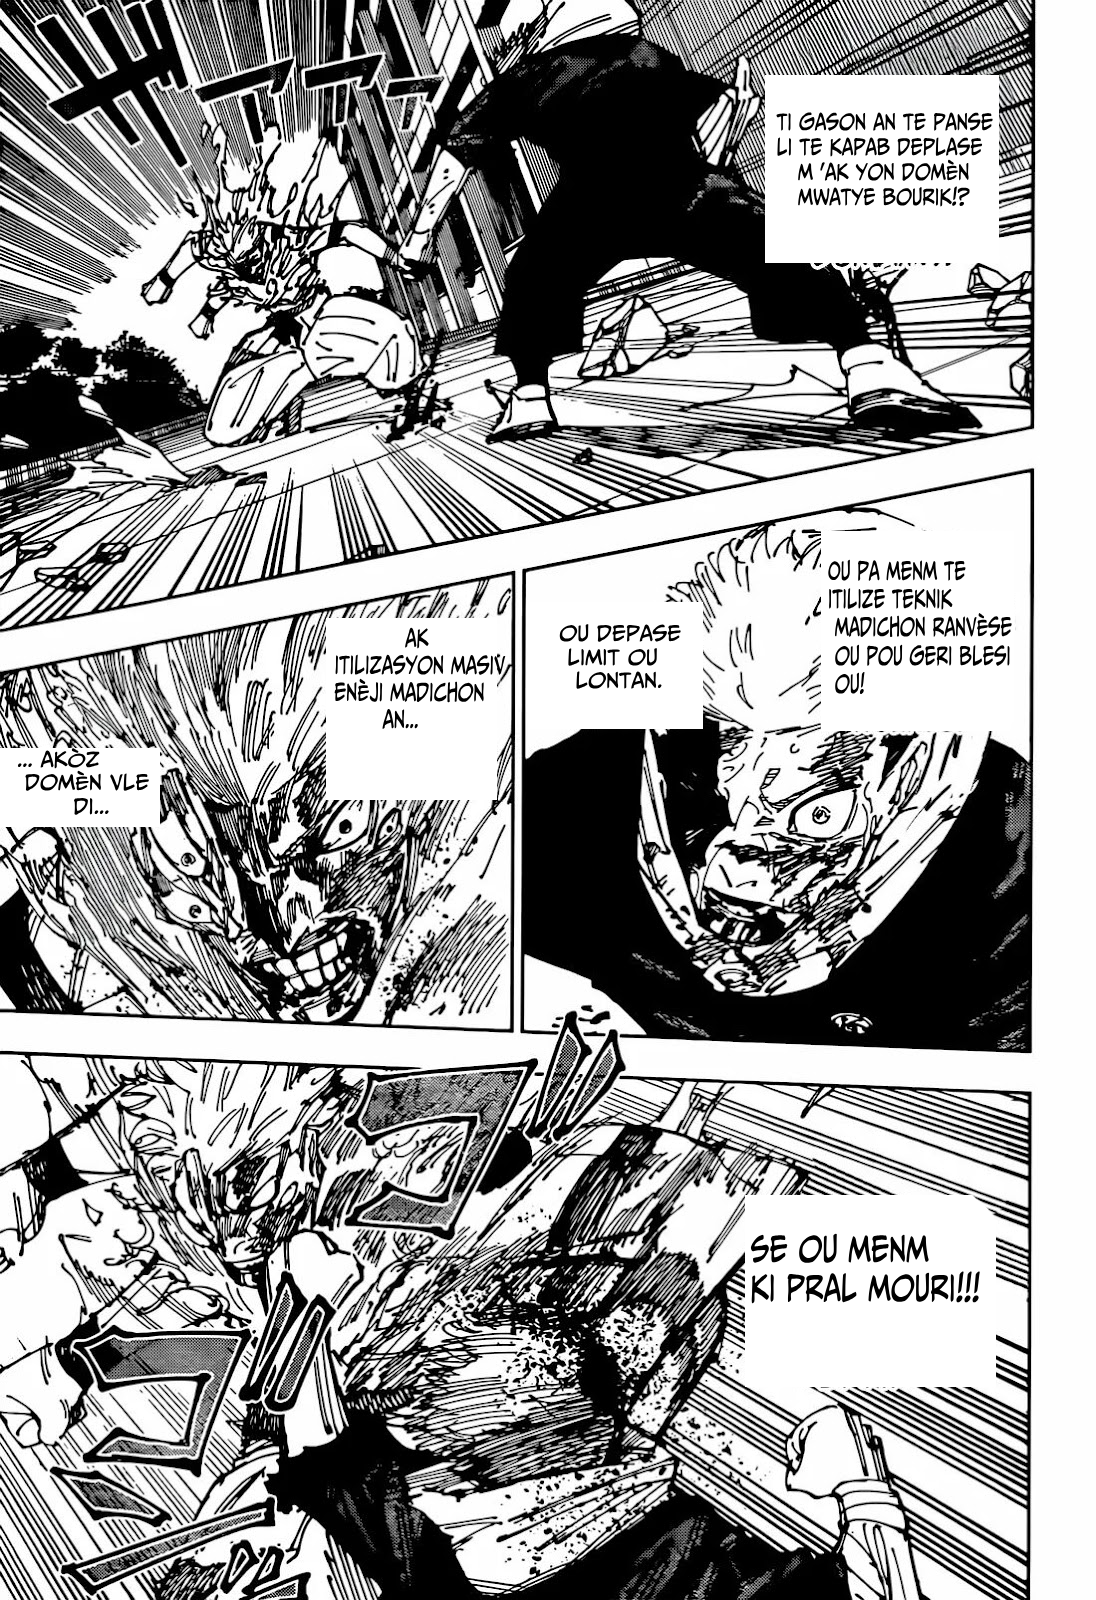 TI GASON AN TE PANSE
LI TE KAPAB DEPLASE
M 'AK YON DOMÈN
MWATYE BOURIK!?
OU PA MENM TE
ITILIZE TEKNIK
MADICHON RANVÈSE
OU POU GERI BLESI
OU!
OU DEPASE
LIMIT OU
LONTAN.
AK
ITILIZASYON MASIV
ENÈJI MADICHON
AN...
... AKÒZ
DOMÈN VLE
DI...
SE OU MENM
KI PRAL MOURI!!!